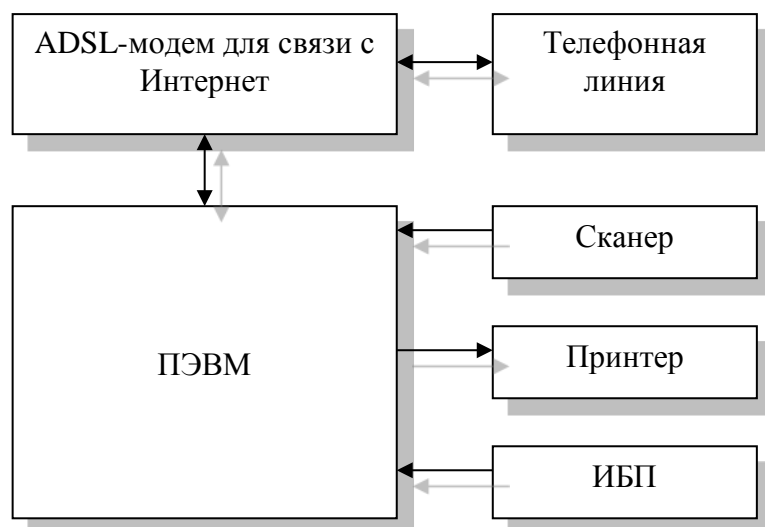 ADSL-модем для связи с
Интернет
Телефонная
линия
Сканер
ПЭВМ
Принтер
ИБП